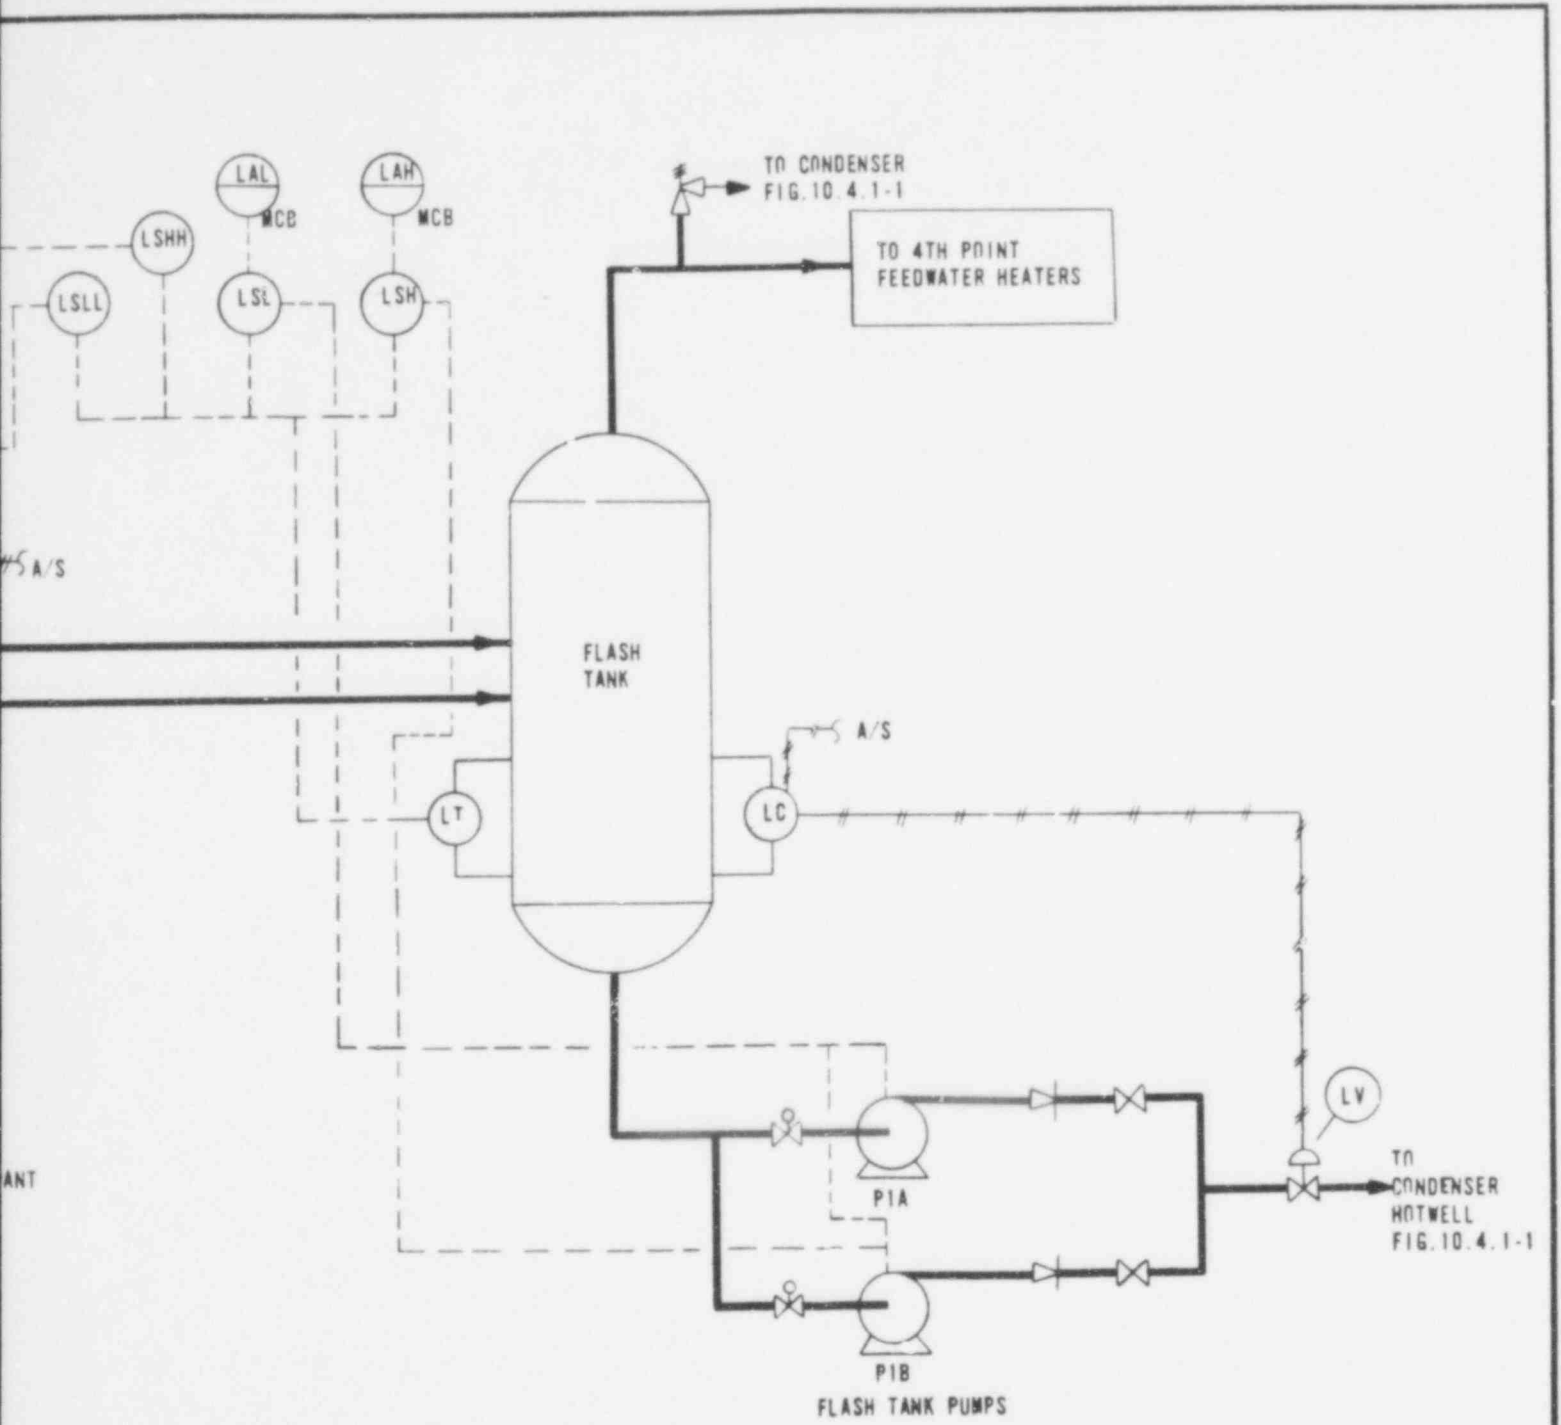 TO CONDENSER
FIG.10.4.1-1
LAL
MCB
LAH
MCB
LSHH
LSLL
LSL
LSH
TO 4TH POINT
FEEDWATER HEATERS
A/S
FLASH
TANK
A/S
LT
LC
LV
ANT
P1A
TO
CONDENSER
HOTWELL
FIG.10.4.1-1
P1B
FLASH TANK PUMPS